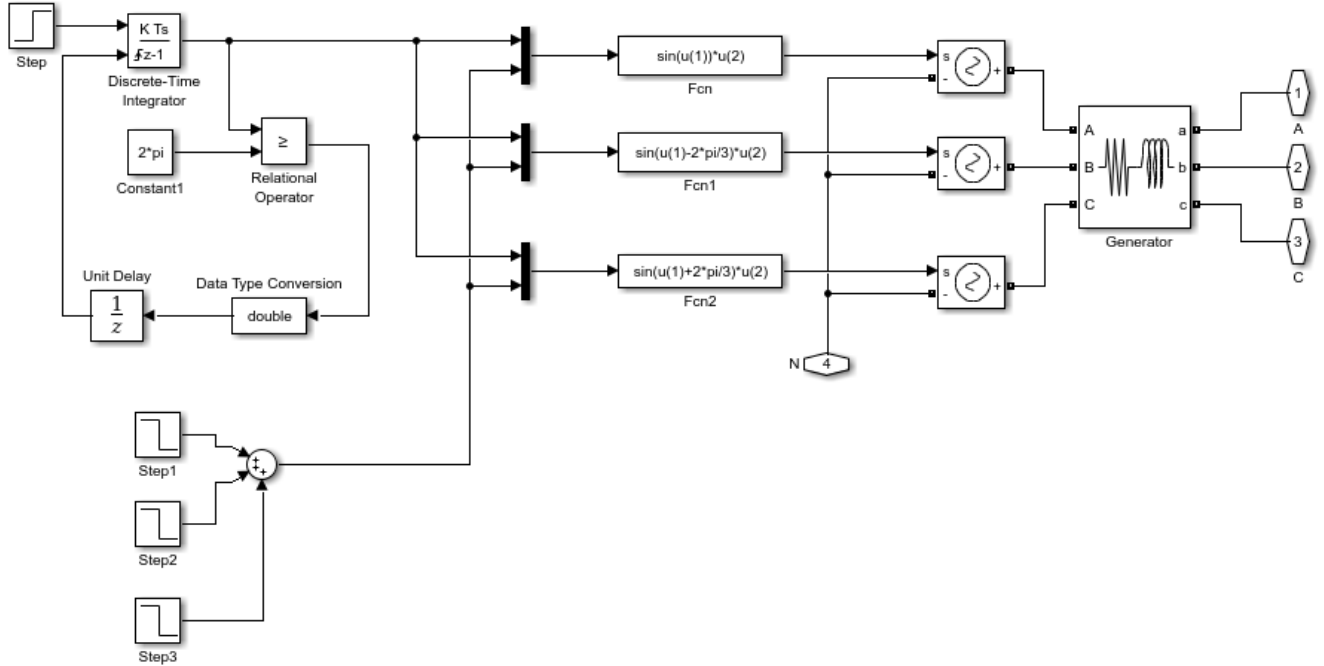 Step
K Ts
z-1
Discrete-Time
Integrator
2*pi
Constant1
≥
Relational
Operator
Unit Delay
1
z
Data Type Conversion
double
Step1
Step2
Step3
sin(u(1))*u(2)
Fcn
sin(u(1)-2*pi/3)*u(2)
Fcn1
sin(u(1)+2*pi/3)*u(2)
Fcn2
s
-
+
s
-
+
s
-
+
N
4
A
B
C
a
b
c
Generator
1
A
2
B
3
C